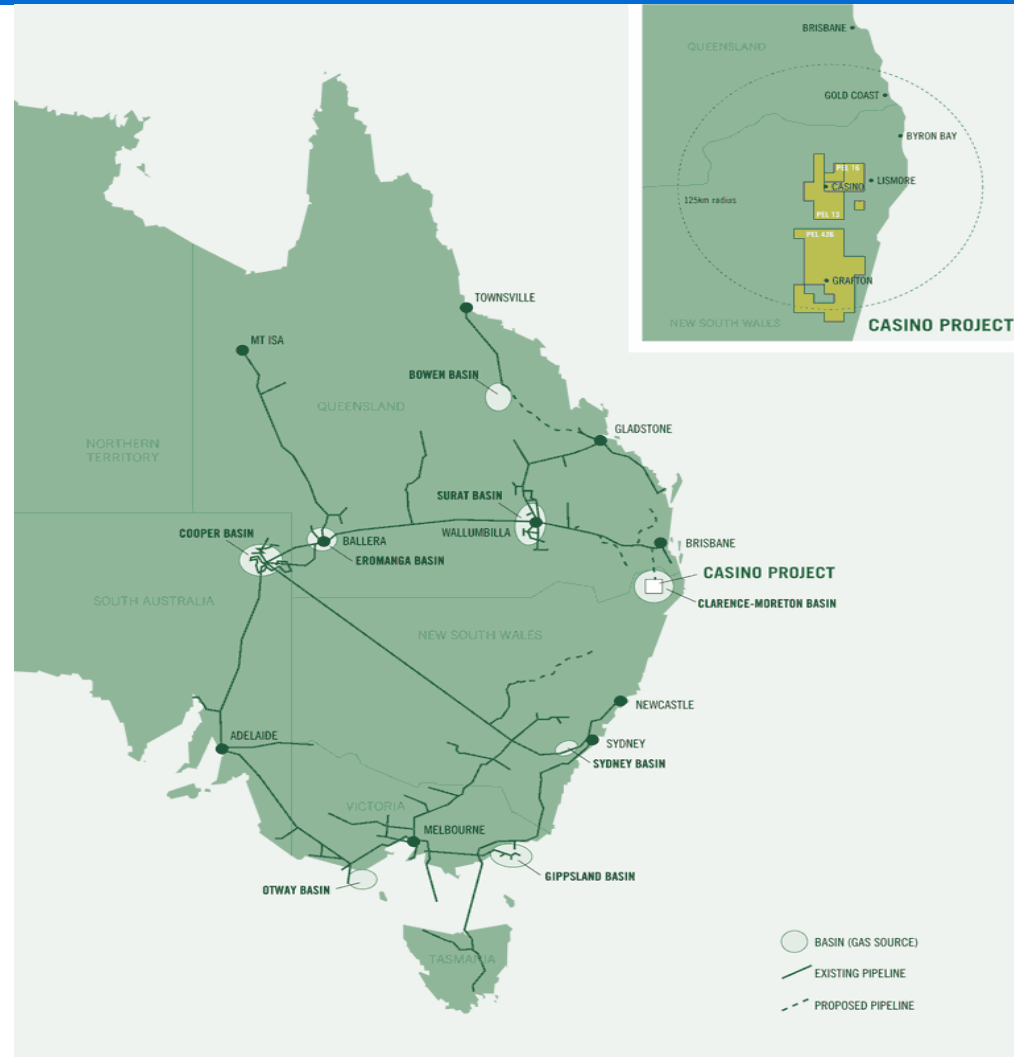 BRISBANE
QUEENSLAND
GOLD COAST
BYRON BAY
PEL 16
LISMORE
CASINO
125km radius
PEL 13
PEL 426
GRAFTON
NEW SOUTH WALES
CASINO PROJECT
TOWNSVILLE
MT ISA
BOWEN BASIN
QUEENSLAND
GLADSTONE
NORTHERN
TERRITORY
SURAT BASIN
COOPER BASIN
WALLUMBILLA
BALLERA
BRISBANE
EROMANGA BASIN
CASINO PROJECT
SOUTH AUSTRALIA
CLARENCE-MORETON BASIN
NEW SOUTH WALES
NEWCASTLE
ADELAIDE
SYDNEY
SYDNEY BASIN
VICTORIA
MELBOURNE
GIPPSLAND BASIN
OTWAY BASIN
BASIN (GAS SOURCE)
TASMANIA
EXISTING PIPELINE
PROPOSED PIPELINE